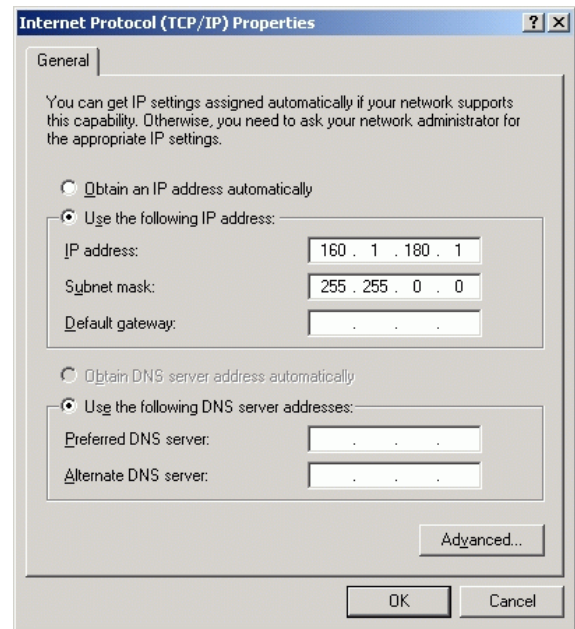 Internet Protocol (TCP/IP) Properties
General
You can get IP settings assigned automatically if your network supports
this capability. Otherwise, you need to ask your network administrator for
the appropriate IP settings.
Obtain an IP address automatically
Use the following IP address:
IP address: 160 . 1 . 180 . 1
Subnet mask: 255 . 255 . 0 . 0
Default gateway: . . .
Obtain DNS server address automatically
Use the following DNS server addresses:
Preferred DNS server: . . .
Alternate DNS server: . . .
Advanced...
OK Cancel